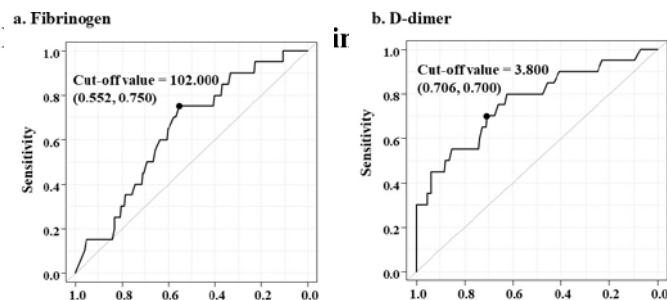 a. Fibrinogen
Cut-off value = 102.000
(0.552, 0.750)
Sensitivity
1.0
0.8
0.6
0.4
0.2
0.0
1.0 0.8 0.6 0.4 0.2 0.0
b. D-dimer
Cut-off value = 3.800
(0.706, 0.700)
Sensitivity
1.0
0.8
0.6
0.4
0.2
0.0
1.0 0.8 0.6 0.4 0.2 0.0